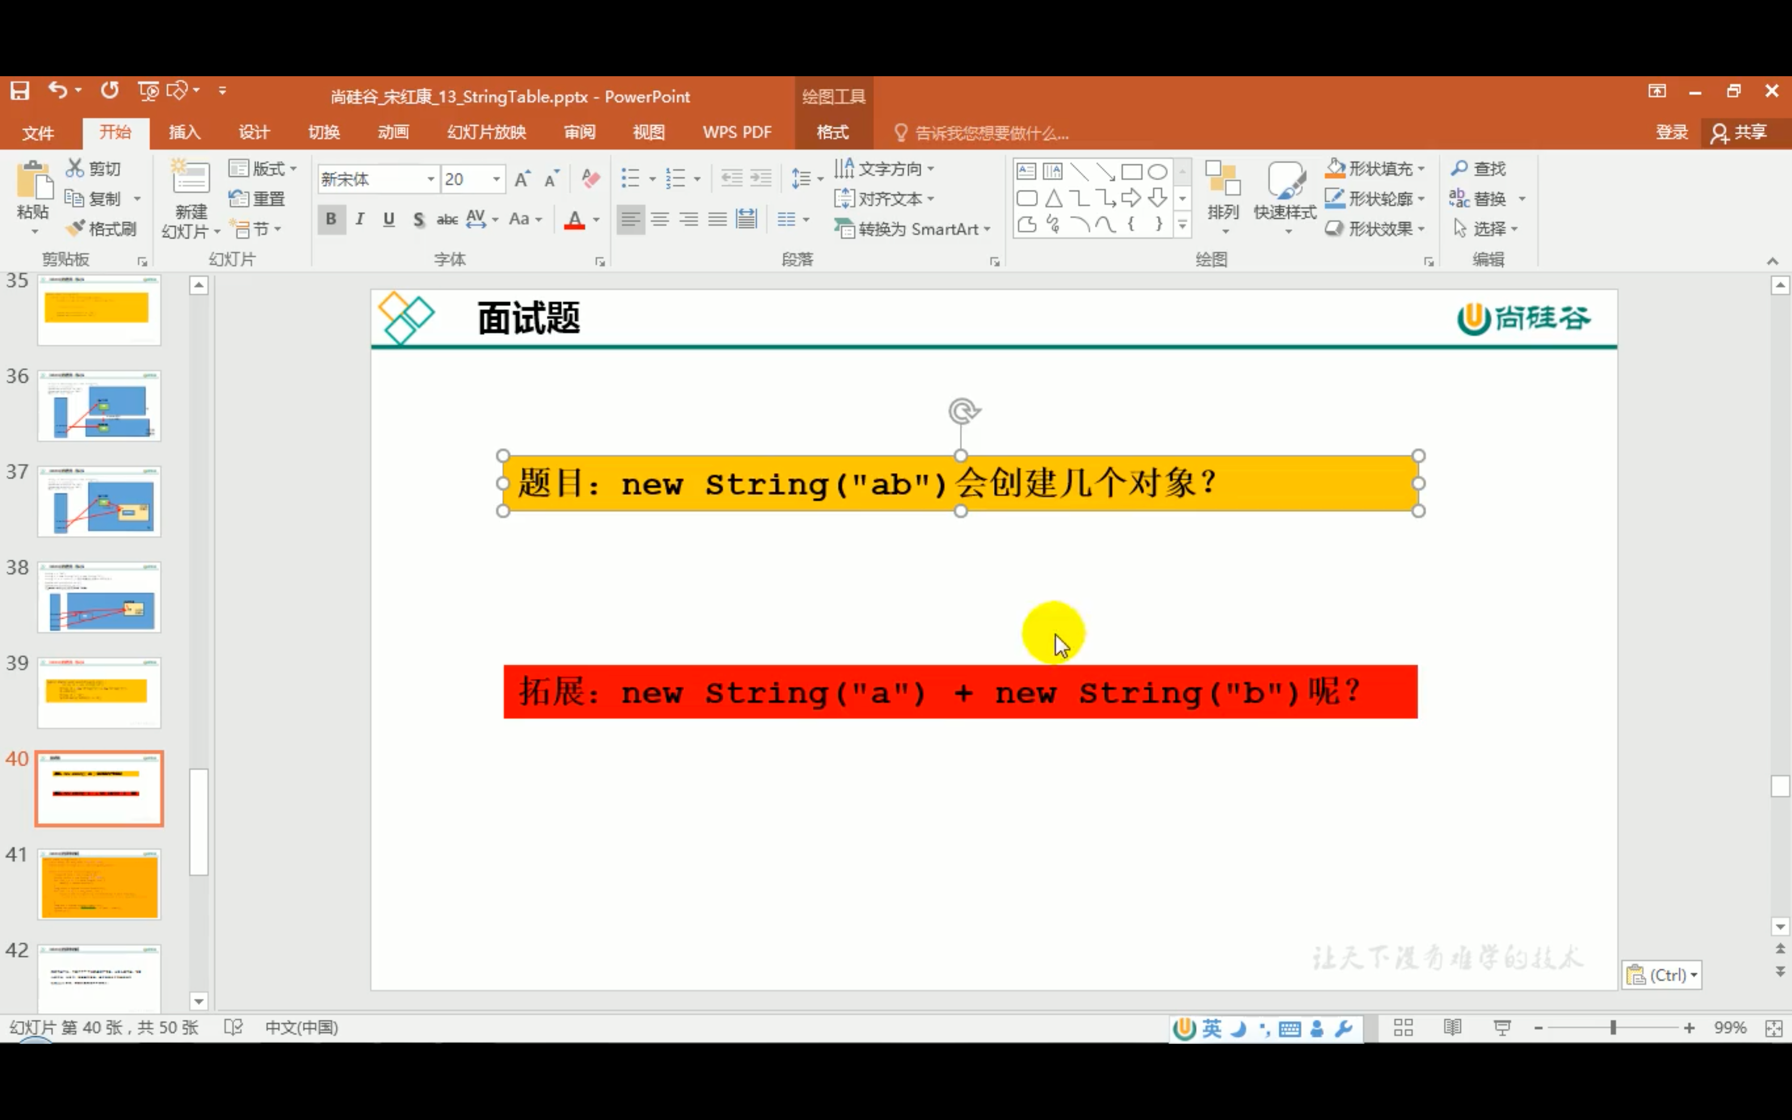 尚硅谷_宋红康_13_StringTable.pptx - PowerPoint
绘图工具
文件 开始 插入 设计 切换 动画 幻灯片放映 审阅 视图 WPS PDF 格式 告诉我您想要做什么... 登录 共享
粘贴 剪切 复制 格式刷 剪贴板
新建幻灯片 版式 重置 节 幻灯片
新宋体 20 B I U S abc AV Aa A 字体
文字方向 对齐文本 转换为 SmartArt 段落
排列 快速样式 形状填充 形状轮廓 形状效果 绘图
查找 替换 选择 编辑
35
36
37
38
39
40
41
42
面试题
尚硅谷
题目：new String("ab")会创建几个对象？
拓展：new String("a") + new String("b")呢？
让天下没有难学的技术
(Ctrl)
幻灯片 第 40 张，共 50 张 中文(中国) 英 99%